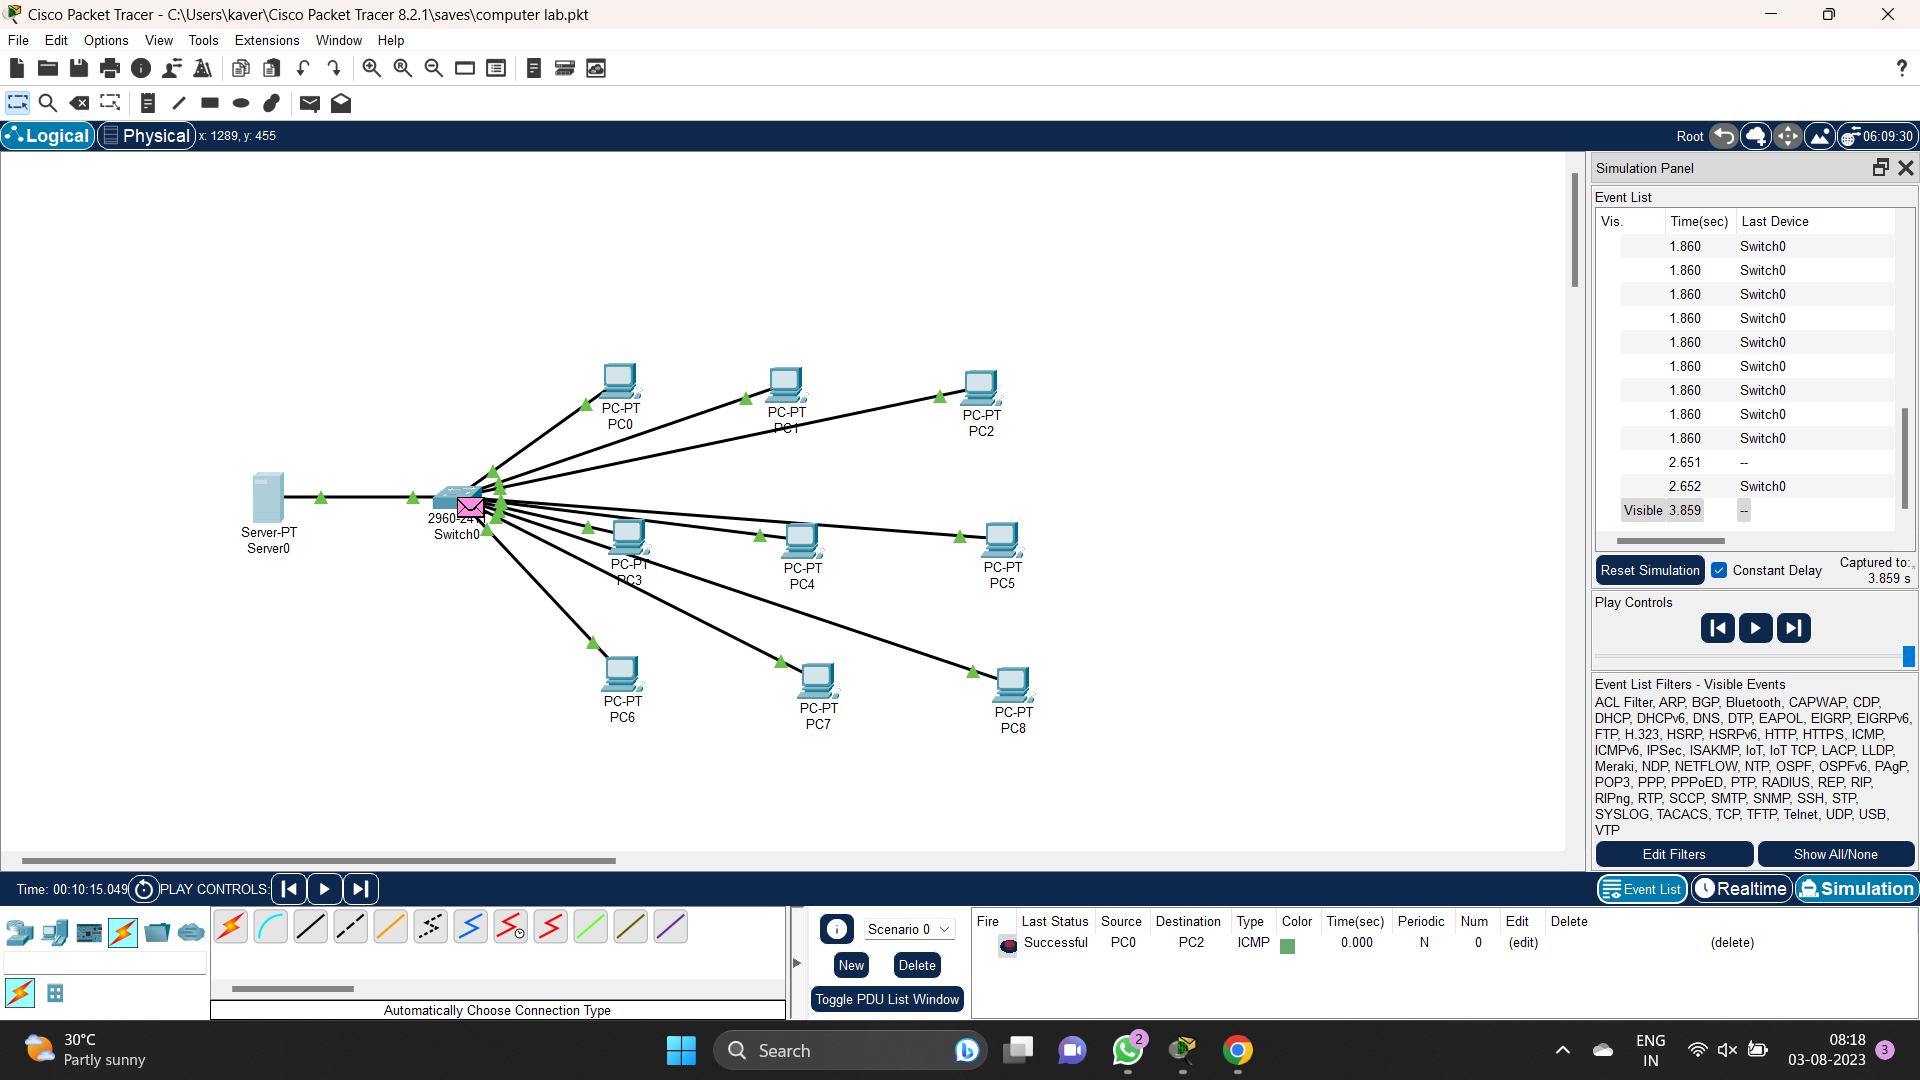 Cisco Packet Tracer - C:\Users\kaver\Cisco Packet Tracer 8.2.1\saves\computer lab.pkt
File Edit Options View Tools Extensions Window Help
?
Logical Physical x: 1289, y: 455 Root 06:09:30
Simulation Panel
Event List
Vis. Time(sec) Last Device
1.860 Switch0
1.860 Switch0
1.860 Switch0
1.860 Switch0
1.860 Switch0
1.860 Switch0
1.860 Switch0
1.860 Switch0
1.860 Switch0
2.651 --
2.652 Switch0
Visible 3.859 --
Reset Simulation Constant Delay Captured to:
3.859 s
Play Controls
Event List Filters - Visible Events
ACL Filter, ARP, BGP, Bluetooth, CAPWAP, CDP,
DHCP, DHCPv6, DNS, DTP, EAPOL, EIGRP, EIGRPv6,
FTP, H.323, HSRP, HSRPv6, HTTP, HTTPS, ICMP,
ICMPv6, IPSec, ISAKMP, IoT, IoT TCP, LACP, LLDP,
Meraki, NDP, NETFLOW, NTP, OSPF, OSPFv6, PAgP,
POP3, PPP, PPPoED, PTP, RADIUS, REP, RIP,
RIPng, RTP, SCCP, SMTP, SNMP, SSH, STP,
SYSLOG, TACACS, TCP, TFTP, Telnet, UDP, USB,
VTP
Edit Filters Show All/None
PC-PT
PC0
PC-PT
PC1
PC-PT
PC2
Server-PT
Server0
Switch0
PC-PT
PC3
PC-PT
PC4
PC-PT
PC5
PC-PT
PC6
PC-PT
PC7
PC-PT
PC8
Time: 00:10:15.049 PLAY CONTROLS: Event List Realtime Simulation
Scenario 0
New Delete
Toggle PDU List Window
Automatically Choose Connection Type
Fire Last Status Source Destination Type Color Time(sec) Periodic Num Edit Delete
Successful PC0 PC2 ICMP 0.000 N 0 (edit) (delete)
30°C
Partly sunny
Search
2
ENG
IN
08:18
03-08-2023
3